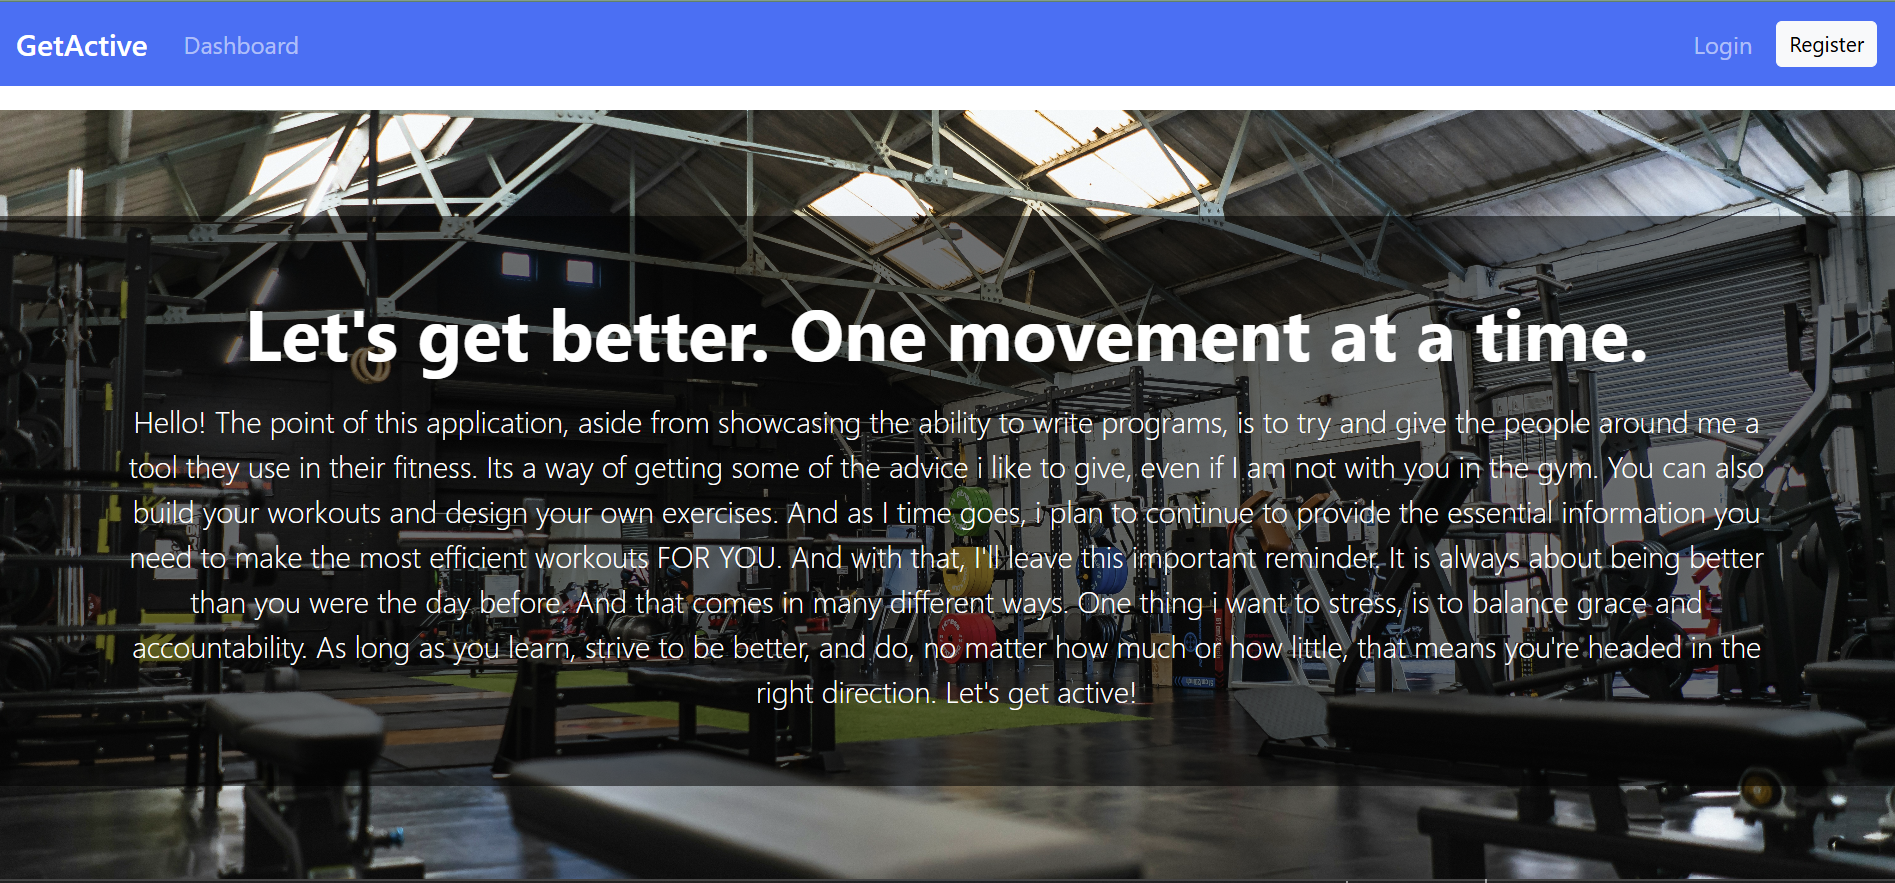 GetActive Dashboard Login Register
Let's get better. One movement at a time.
Hello! The point of this application, aside from showcasing the ability to write programs, is to try and give the people around me a
tool they use in their fitness. Its a way of getting some of the advice i like to give, even if I am not with you in the gym. You can also
build your workouts and design your own exercises. And as I time goes, i plan to continue to provide the essential information you
need to make the most efficient workouts FOR YOU. And with that, I'll leave this important reminder. It is always about being better
than you were the day before. And that comes in many different ways. One thing i want to stress, is to balance grace and
accountability. As long as you learn, strive to be better, and do, no matter how much or how little, that means you're headed in the
right direction. Let's get active!